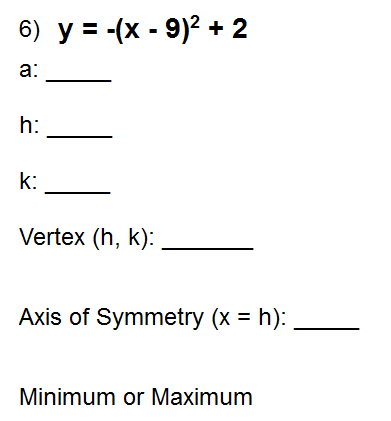 6) y = -(x - 9)² + 2
a: _____
h: _____
k: _____
Vertex (h, k): _______
Axis of Symmetry (x = h): _____
Minimum or Maximum